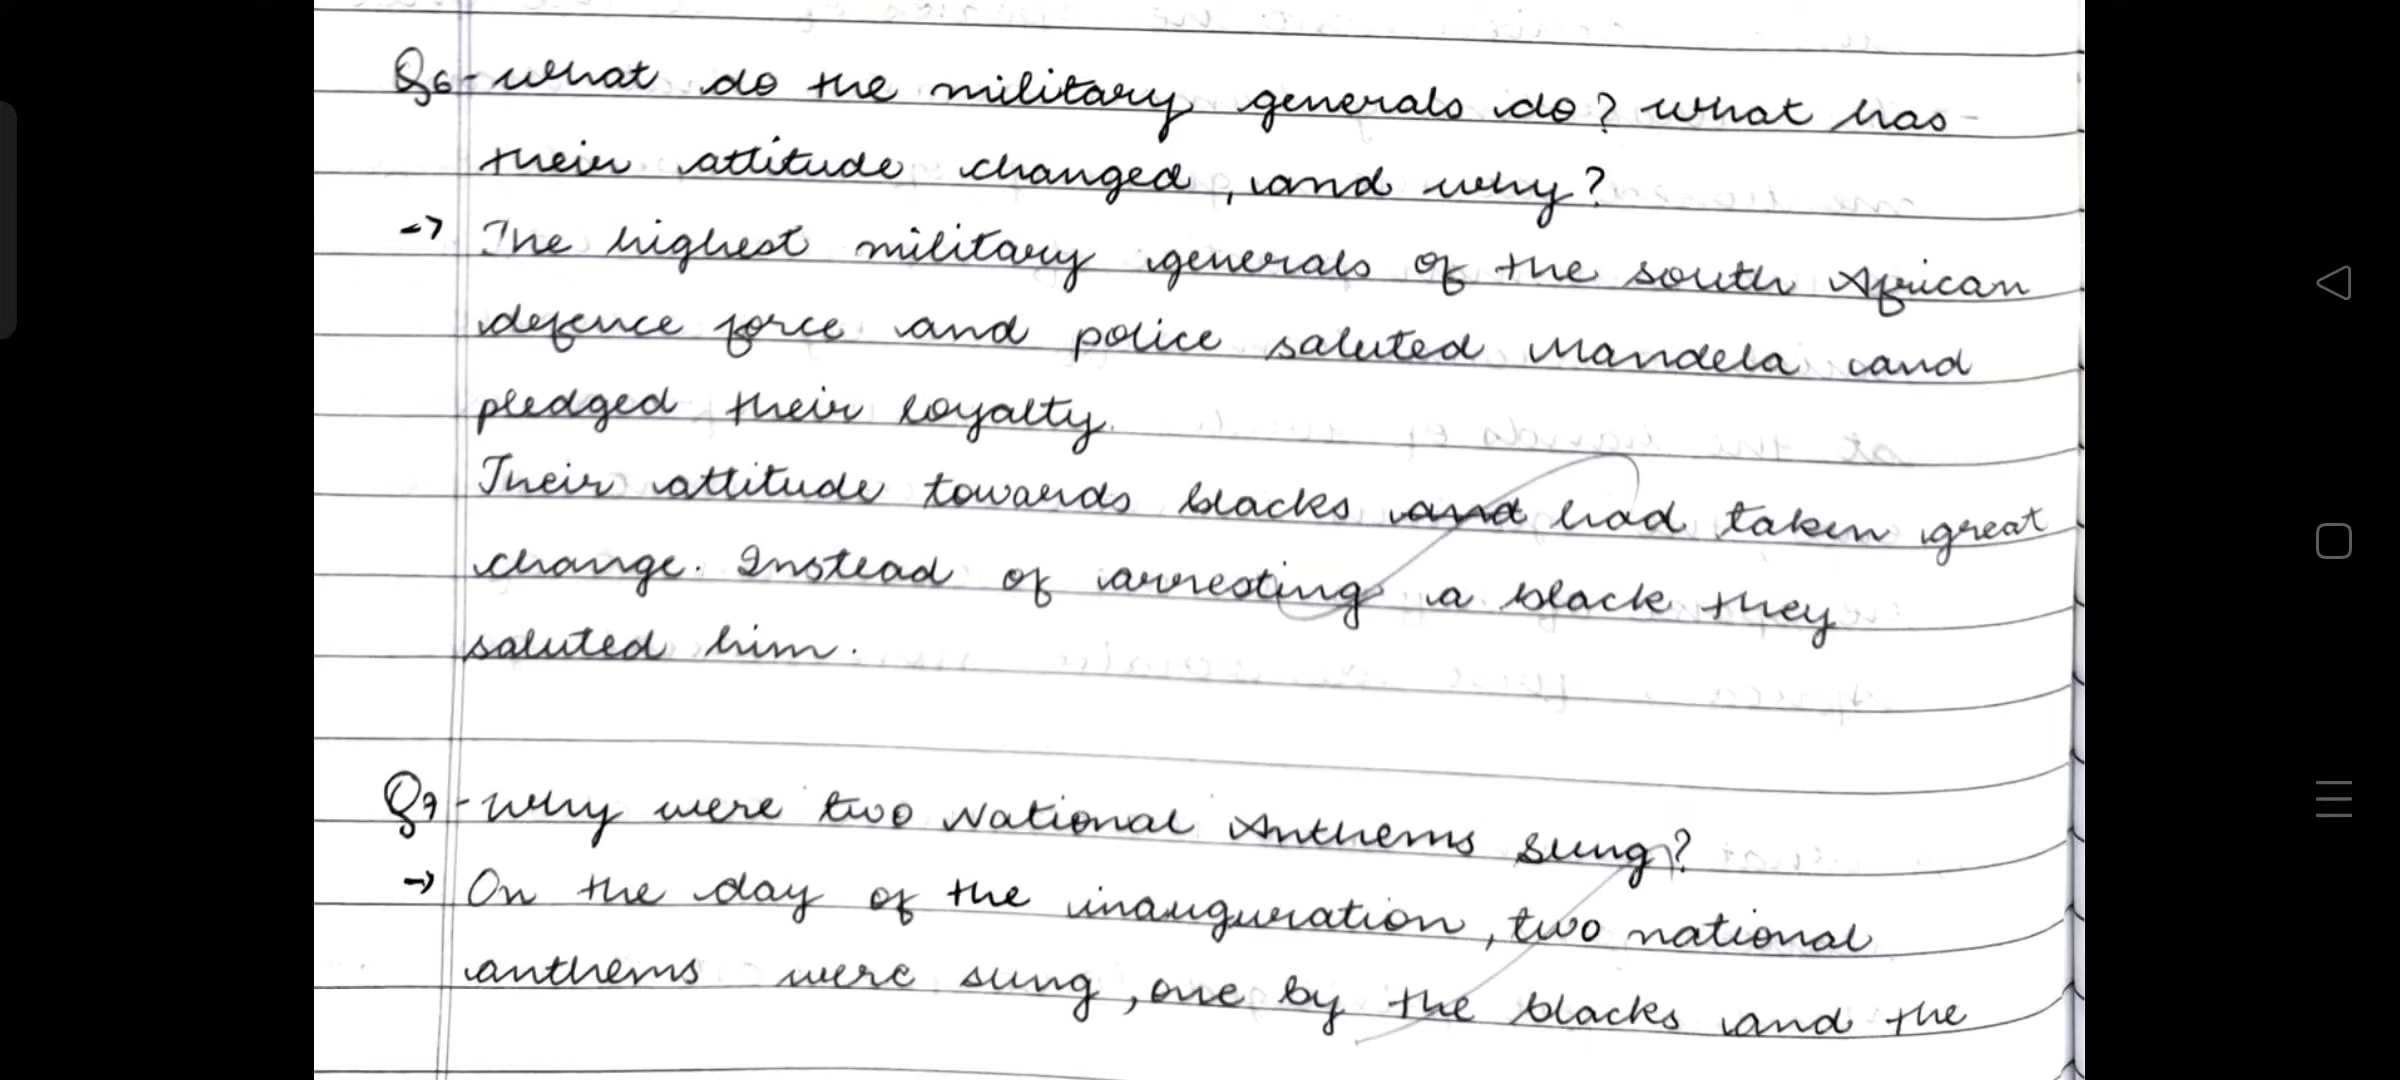 Q6- What do the military generals do? What has
their attitude changed, and why?
-> The highest military generals of the south African
defence force and police saluted Mandela and
pledged their loyalty.
Their attitude towards blacks and had taken great
change. Instead of arresting a black they
saluted him.
Q7- Why were two National Anthems sung?
-> On the day of the inauguration, two national
anthems were sung, one by the blacks and the